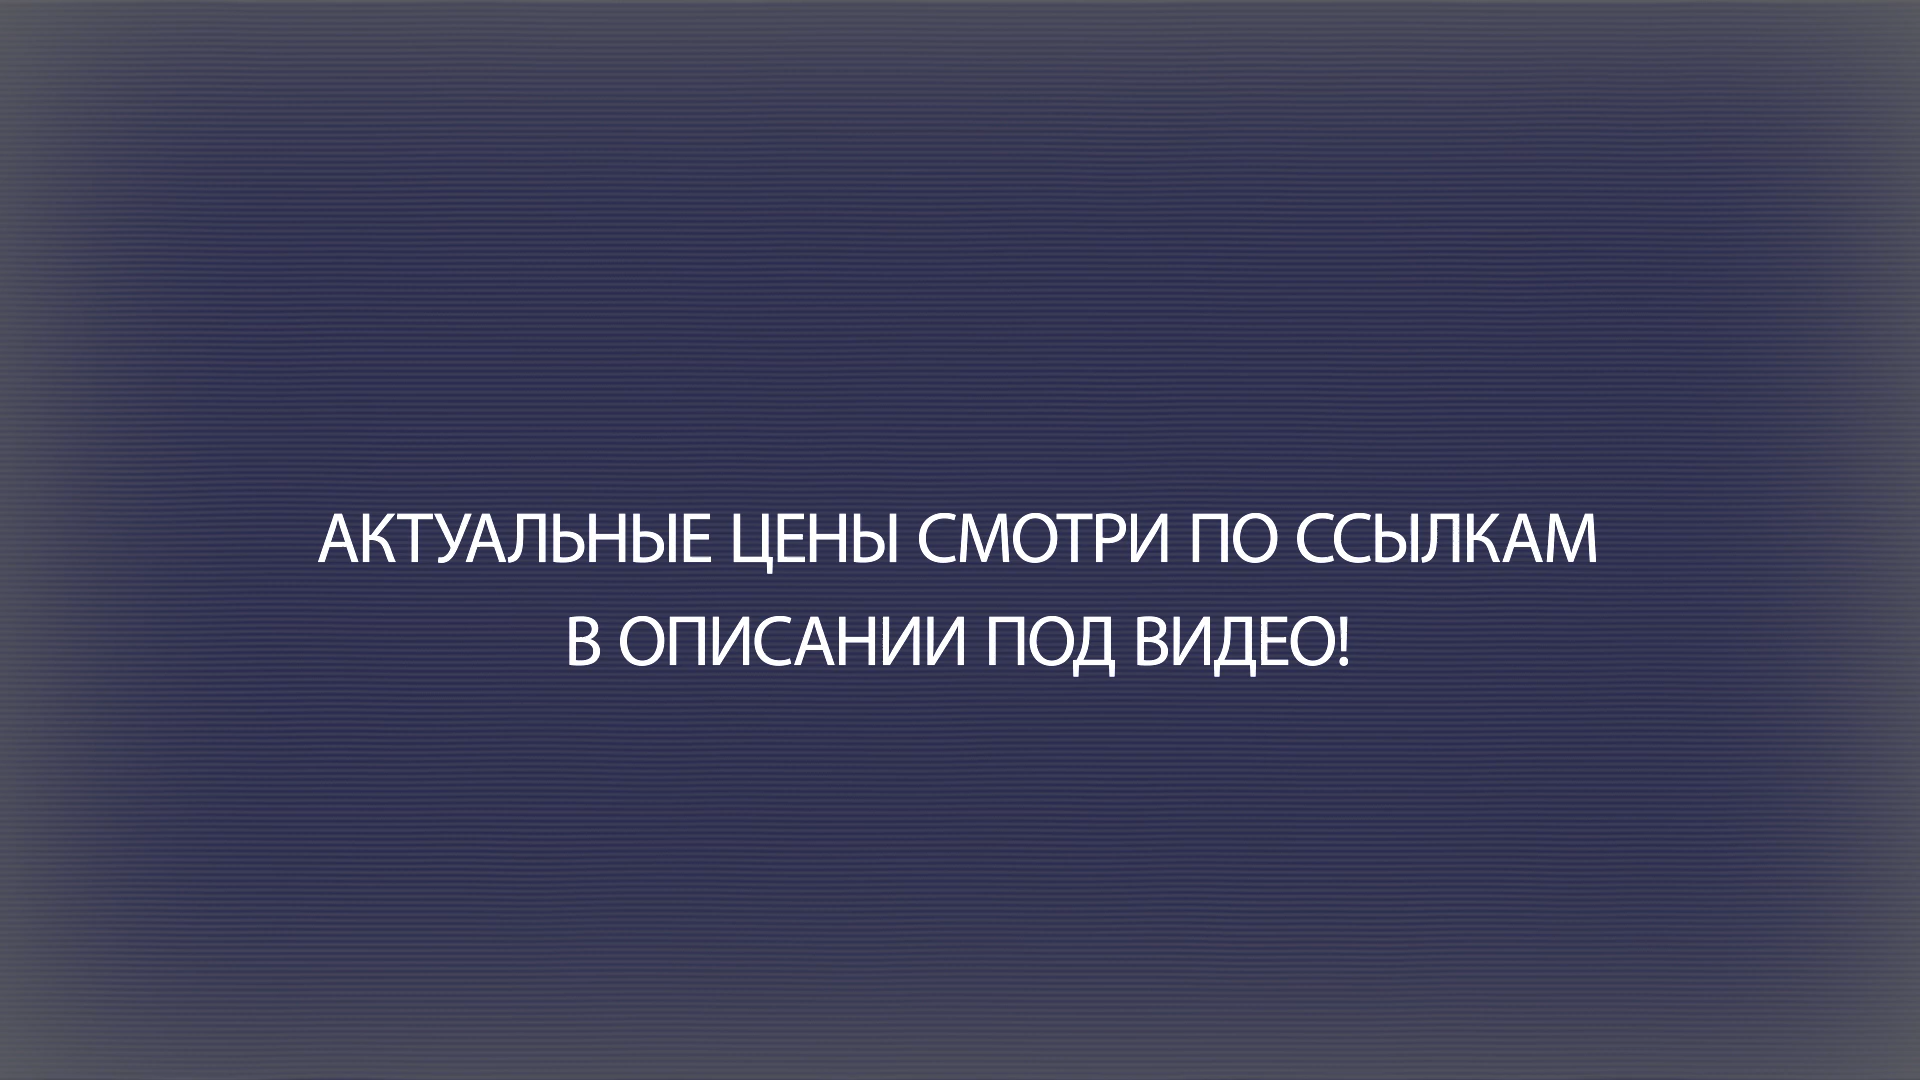 АКТУАЛЬНЫЕ ЦЕНЫ СМОТРИ ПО ССЫЛКАМ
В ОПИСАНИИ ПОД ВИДЕО!